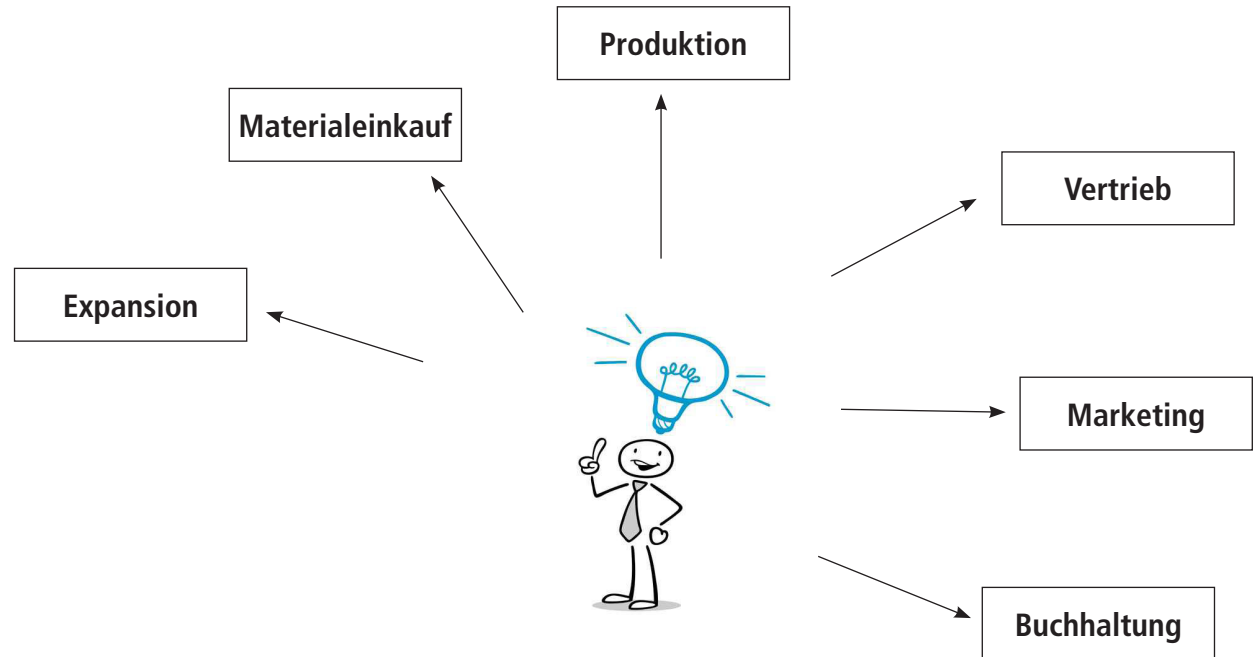 Produktion
Materialeinkauf
Vertrieb
Expansion
Marketing
Buchhaltung